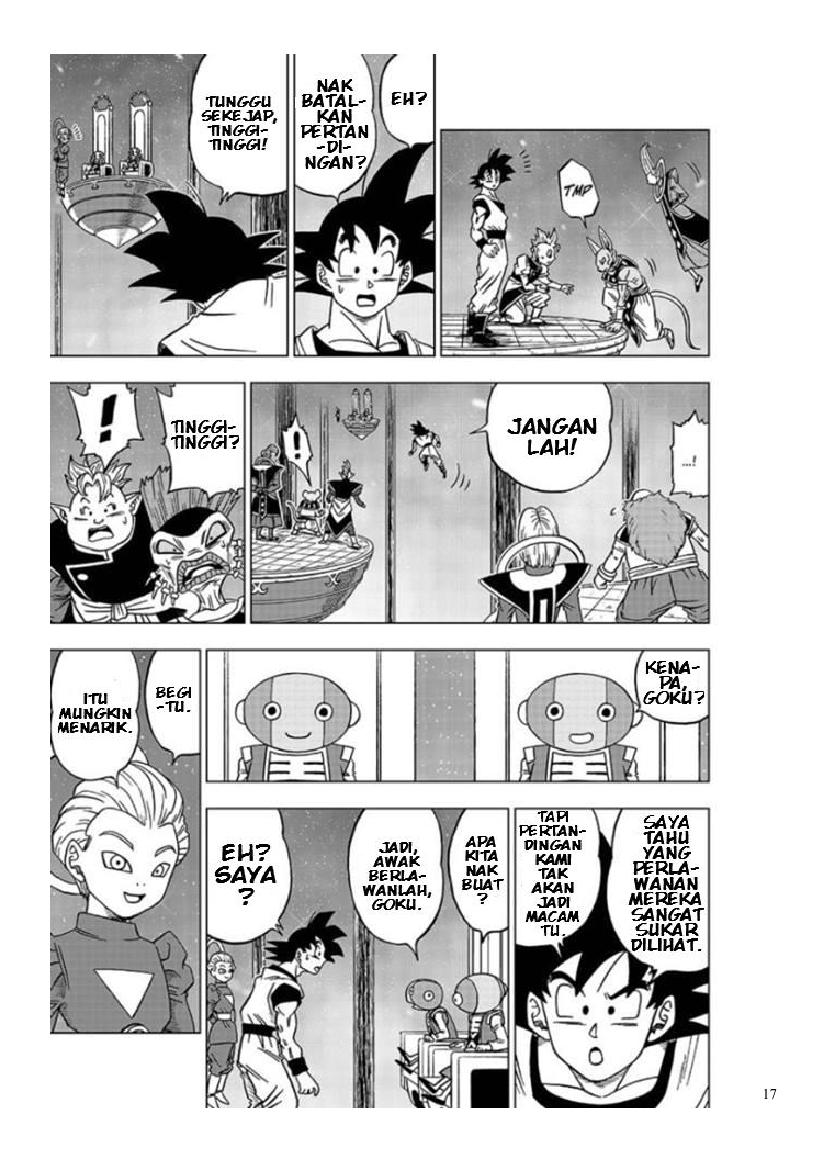 TMP
EH?
NAK
BATAL-
KAN
PERTAN
-DI-
NGAN?
TUNGGU
SEKEJAP,
TINGGI-
TINGGI!
....!
JANGAN
LAH!
!
TINGGI-
TINGGI?
!
KENA-
PA,
GOKU?
BEGI
-TU.
ITU
MUNGKIN
MENARIK.
SAYA
TAHU
YANG
PERLA-
WANAN
MEREKA
SANGAT
SUKAR
DILIHAT.
TAPI
PERTAN-
DINGAN
KAMI
TAK
AKAN
JADI
MACAM
TU.
APA
KITA
NAK
BUAT
?
JADI,
AWAK
BERLA-
WANLAH,
GOKU.
EH?
SAYA
?
17